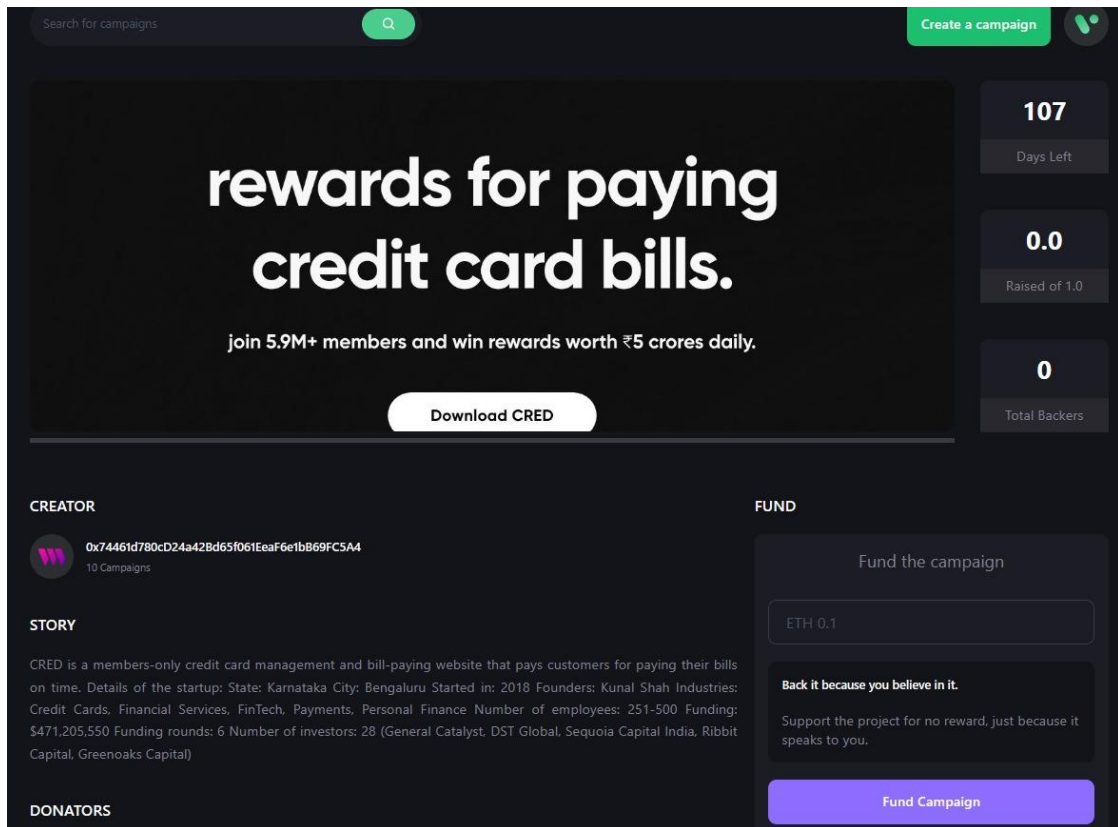 Search for campaigns
Create a campaign
rewards for paying
credit card bills.
join 5.9M+ members and win rewards worth ₹5 crores daily.
Download CRED
107
Days Left
0.0
Raised of 1.0
0
Total Backers
CREATOR
0x74461d780cD24a42Bd65f061EeaF6e1bB69FC5A4
10 Campaigns
STORY
CRED is a members-only credit card management and bill-paying website that pays customers for paying their bills
on time. Details of the startup: State: Karnataka City: Bengaluru Started in: 2018 Founders: Kunal Shah Industries:
Credit Cards, Financial Services, FinTech, Payments, Personal Finance Number of employees: 251-500 Funding:
$471,205,550 Funding rounds: 6 Number of investors: 28 (General Catalyst, DST Global, Sequoia Capital India, Ribbit
Capital, Greenoaks Capital)
DONATORS
FUND
Fund the campaign
ETH 0.1
Back it because you believe in it.
Support the project for no reward, just because it
speaks to you.
Fund Campaign